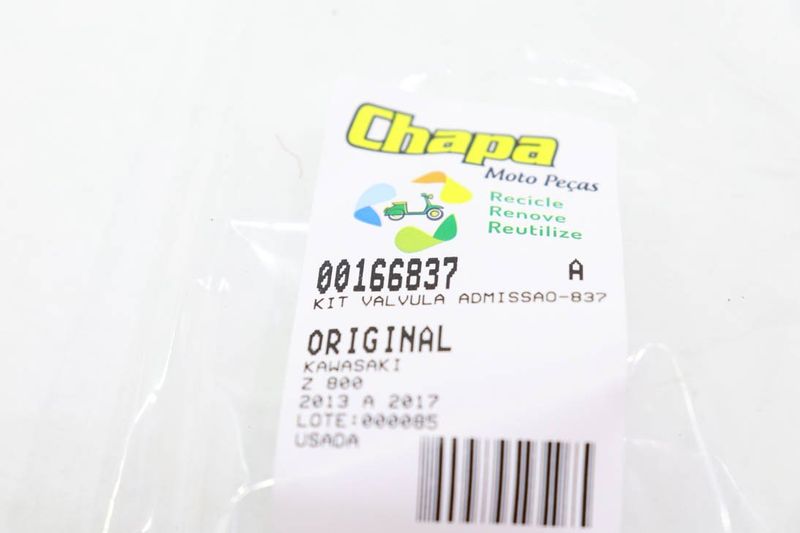 Chapa
Moto Peças
Recicle
Renove
Reutilize
00166837 A
KIT VALVULA ADMISSAO-837
ORIGINAL
KAWASAKI
Z 800
2013 A 2017
LOTE:000085
USADA